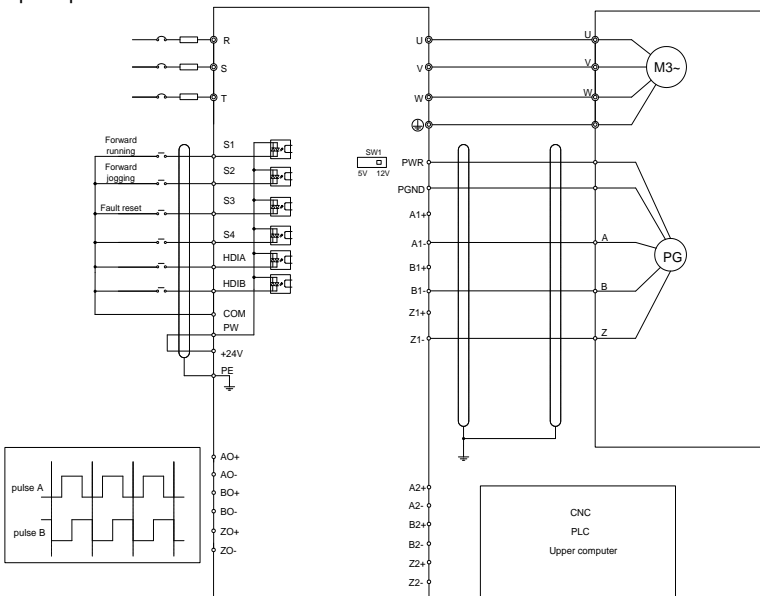 R
S
T
Forward
running
Forward
jogging
Fault reset
S1
S2
S3
S4
HDIA
HDIB
COM
PW
+24V
PE
U
V
W
SW1
5V 12V
PWR
PGND
A1+
A1-
B1+
B1-
Z1+
Z1-
U
V
W
M3~
A
B
Z
PG
pulse A
pulse B
AO+
AO-
BO+
BO-
ZO+
ZO-
A2+
A2-
B2+
B2-
Z2+
Z2-
CNC
PLC
Upper computer